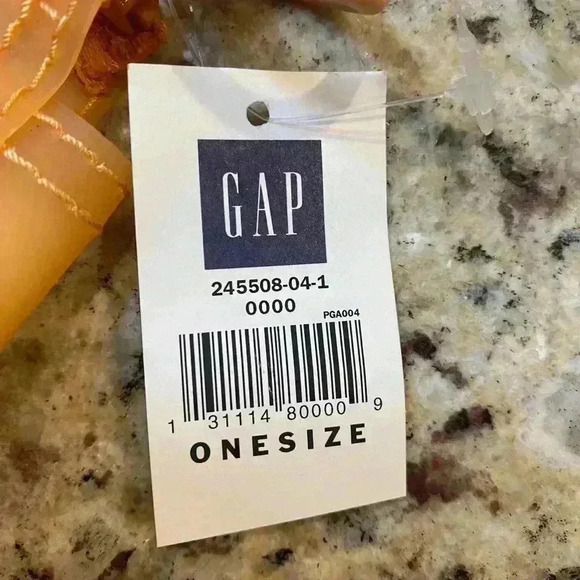 GAP
245508-04-1
0000
PGA004
1 31114 80000 9
ONESIZE